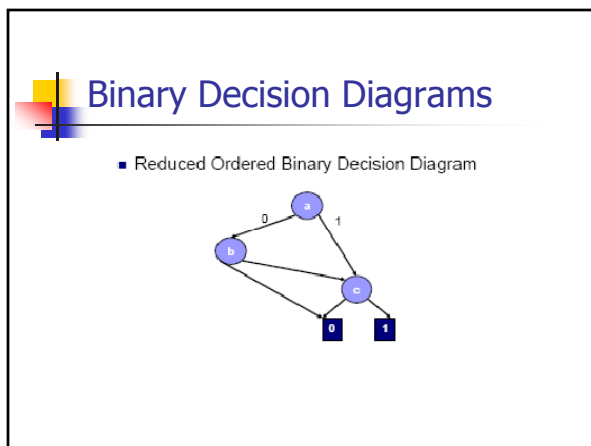 Binary Decision Diagrams
Reduced Ordered Binary Decision Diagram
a
0
1
b
c
0
1